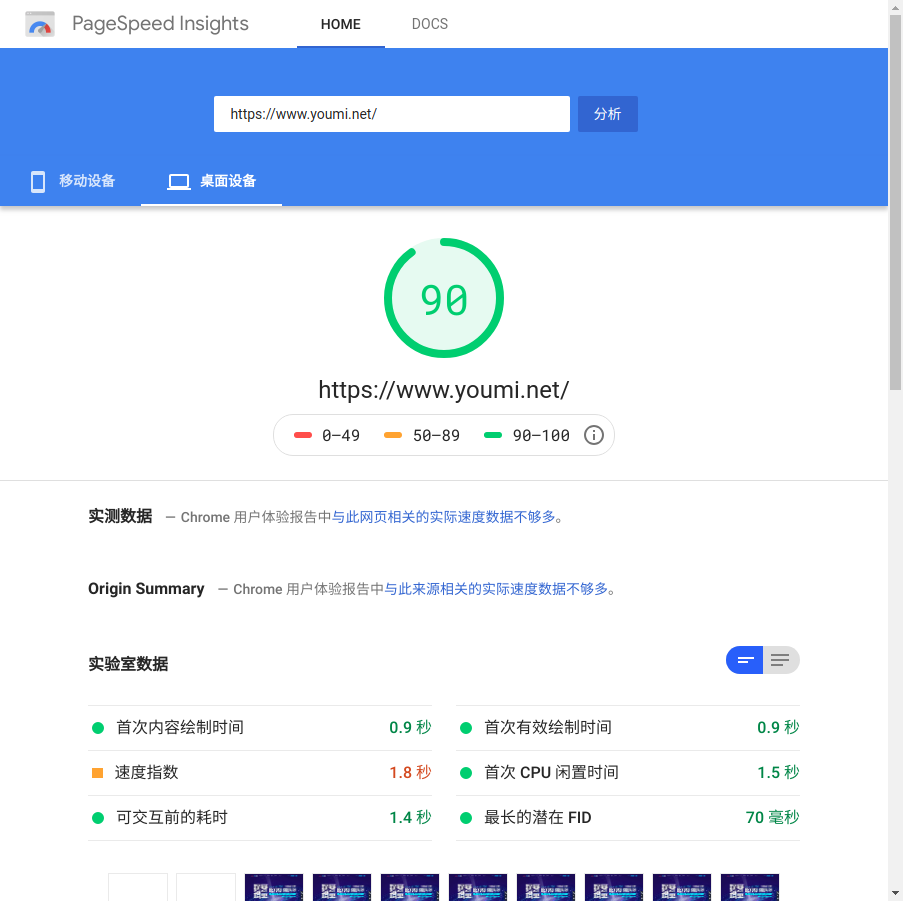 PageSpeed Insights
HOME
DOCS
https://www.youmi.net/
分析
移动设备
桌面设备
90
https://www.youmi.net/
0–49
50–89
90–100
实测数据 — Chrome 用户体验报告中与此网页相关的实际速度数据不够多。
Origin Summary — Chrome 用户体验报告中与此来源相关的实际速度数据不够多。
实验室数据
首次内容绘制时间 0.9 秒
首次有效绘制时间 0.9 秒
速度指数 1.8 秒
首次 CPU 闲置时间 1.5 秒
可交互前的耗时 1.4 秒
最长的潜在 FID 70 毫秒